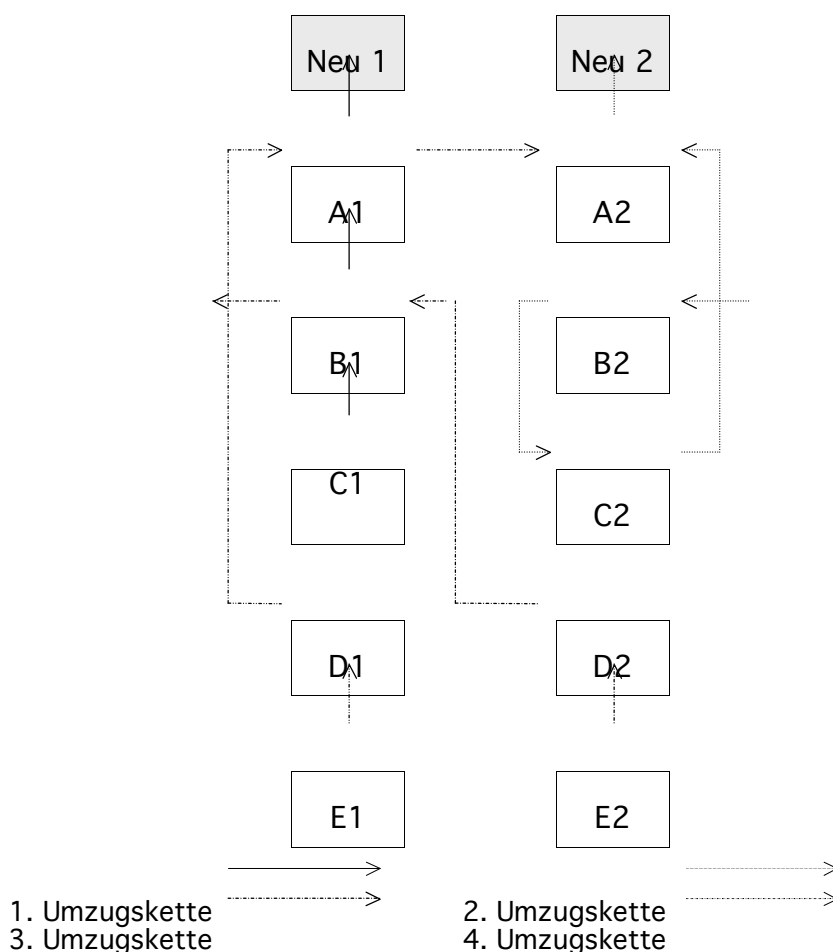 Neu 1 Neu 2
A1 A2
B1 B2
C1 C2
D1 D2
E1 E2
1. Umzugskette 2. Umzugskette
3. Umzugskette 4. Umzugskette